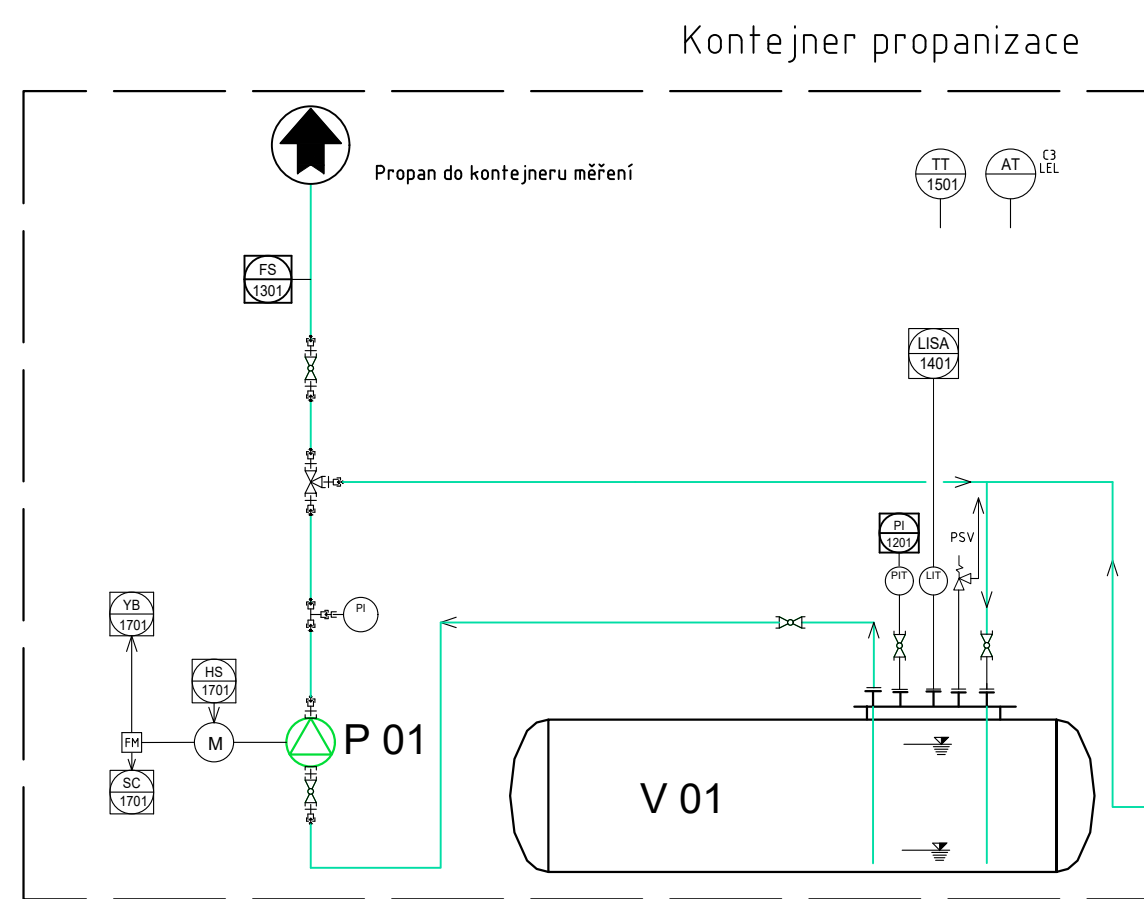 Kontejner propanizace
Propan do kontejneru měření
TT
1501
AT
C3
LEL
FS
1301
LISA
1401
PI
1201
PSV
PIT
LIT
YB
1701
PI
HS
1701
FM
M
P 01
SC
1701
V 01